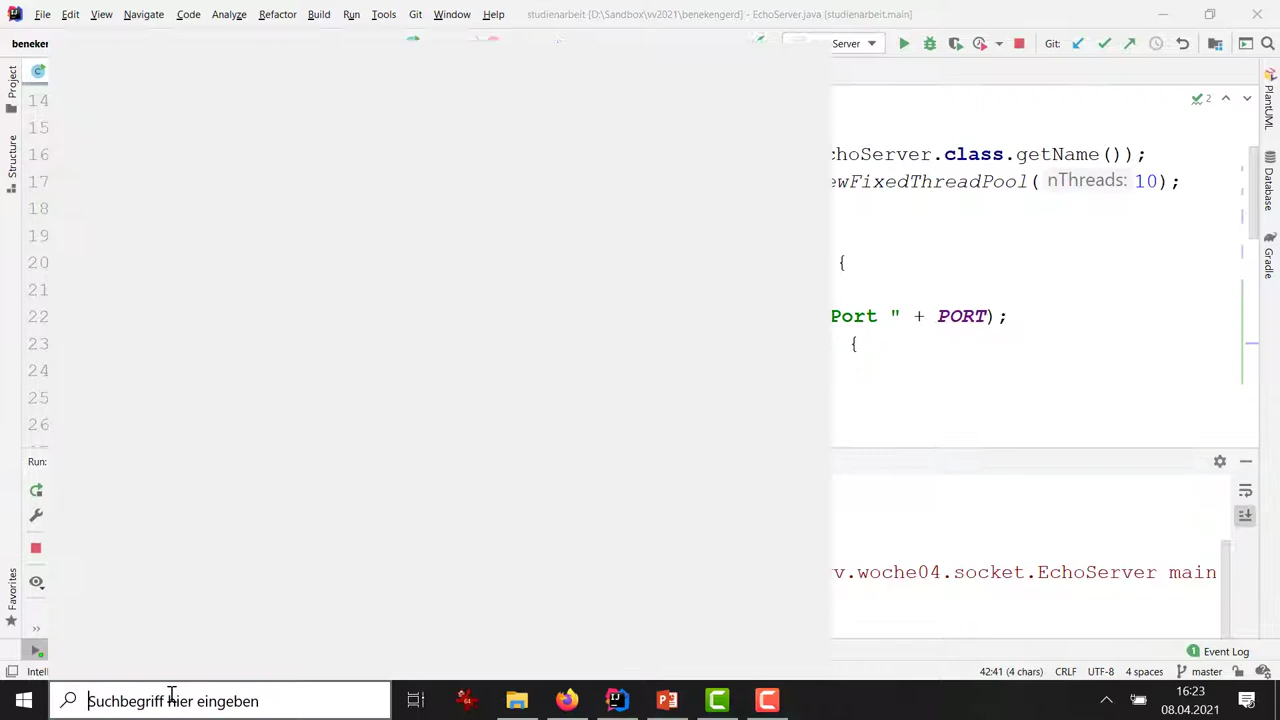 File Edit View Navigate Code Analyze Refactor Build Run Tools Git Window Help studienarbeit [D:\Sandbox\vv2021\benekengerd] - EchoServer.java [studienarbeit.main]
beneken Server Git:
Project
Structure
Favorites
PlantUML
Database
Gradle
2
14
15
16 choServer.class.getName());
17 ewFixedThreadPool( nThreads: 10);
18
19
20 {
21
22 Port " + PORT);
23 {
24
25
26
Run:
v.woche04.socket.EchoServer main
1 Event Log
Intell 42:41 (4 chars) CRLF UTF-8 4 spaces master
Suchbegriff hier eingeben
64
16:23
08.04.2021